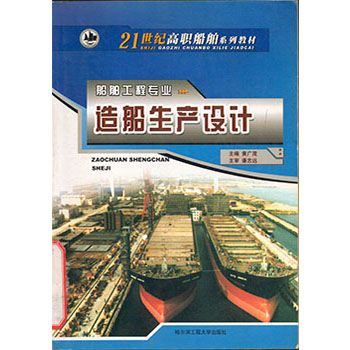 21世纪高职船舶系列教材
SHIJI GAOZHI CHUANBO XILIE JIAOCAI
船舶工程专业
造船生产设计
ZAOCHUAN SHENGCHAN
SHEJI
主编 黄广茂
主审 潘志远
哈尔滨工程大学出版社